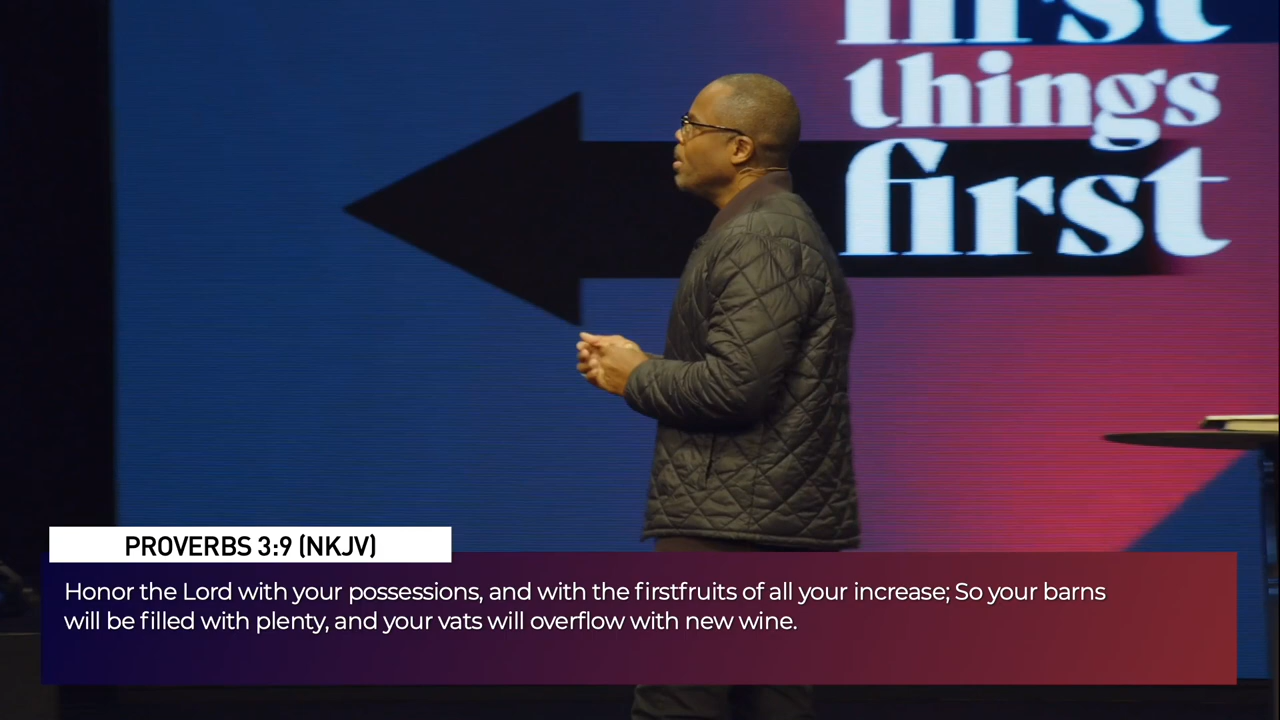 first
things
first
PROVERBS 3:9 (NKJV)
Honor the Lord with your possessions, and with the firstfruits of all your increase; So your barns
will be filled with plenty, and your vats will overflow with new wine.